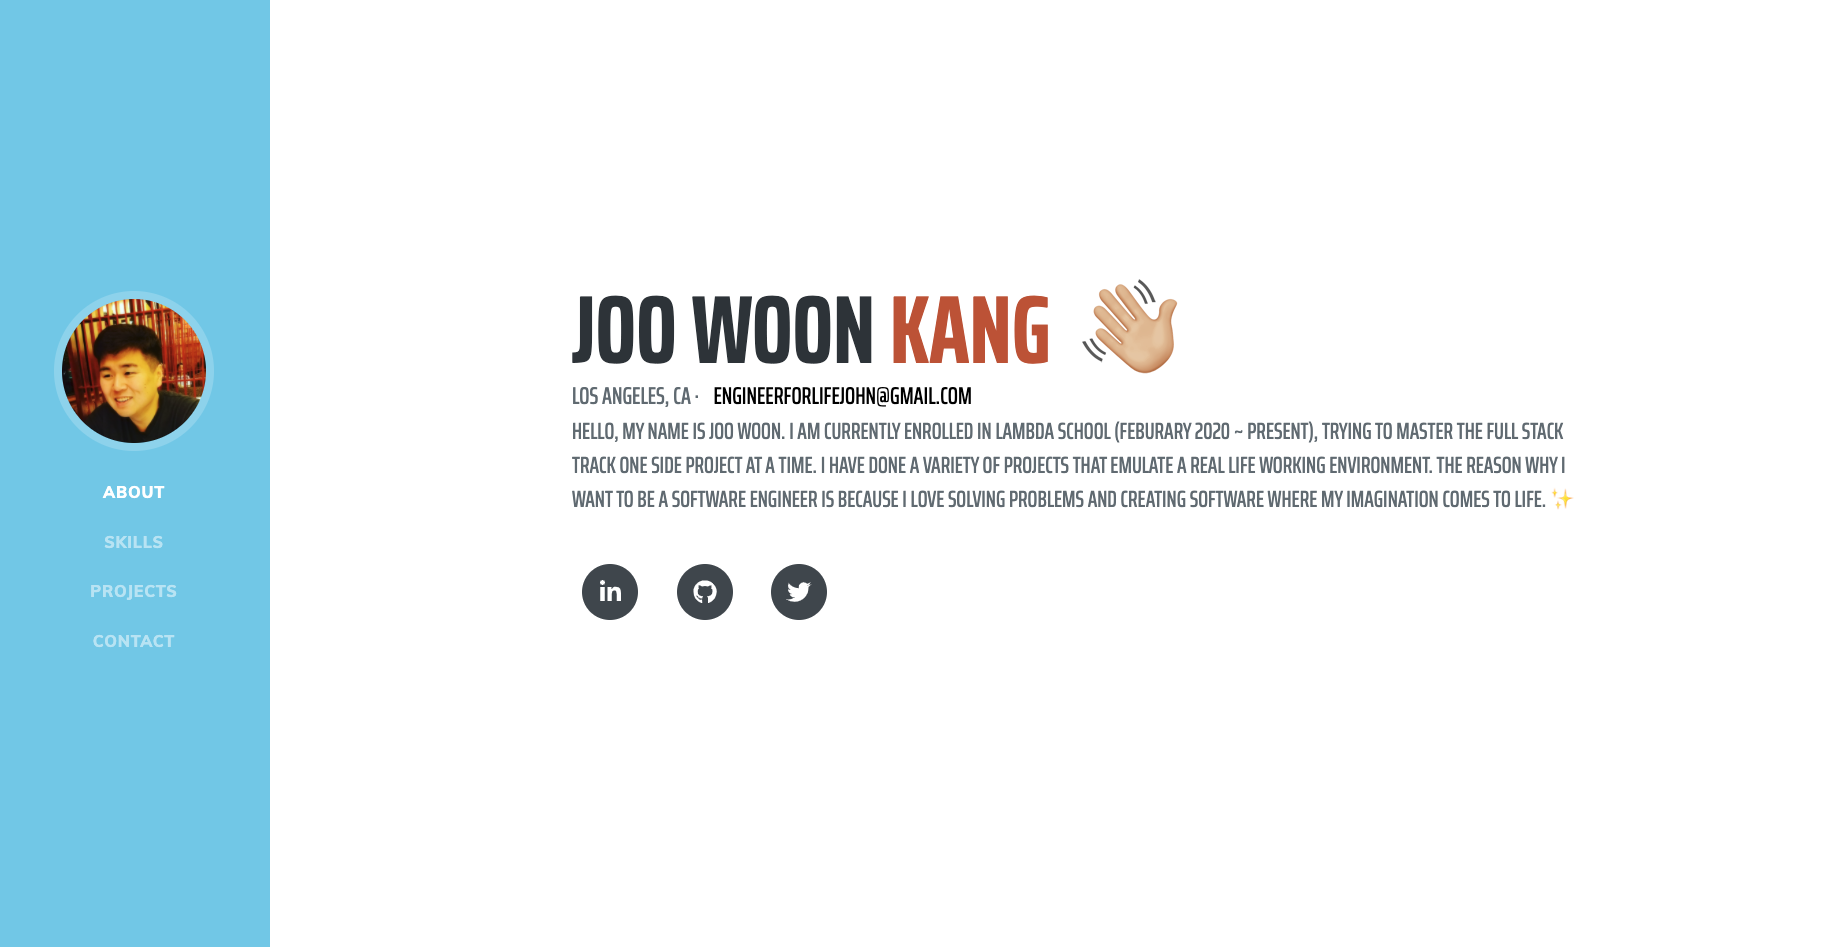 ABOUT
SKILLS
PROJECTS
CONTACT
JOO WOON KANG 👋🏼
LOS ANGELES, CA · ENGINEERFORLIFEJOHN@GMAIL.COM
HELLO, MY NAME IS JOO WOON. I AM CURRENTLY ENROLLED IN LAMBDA SCHOOL (FEBURARY 2020 ~ PRESENT), TRYING TO MASTER THE FULL STACK
TRACK ONE SIDE PROJECT AT A TIME. I HAVE DONE A VARIETY OF PROJECTS THAT EMULATE A REAL LIFE WORKING ENVIRONMENT. THE REASON WHY I
WANT TO BE A SOFTWARE ENGINEER IS BECAUSE I LOVE SOLVING PROBLEMS AND CREATING SOFTWARE WHERE MY IMAGINATION COMES TO LIFE. ✨
in